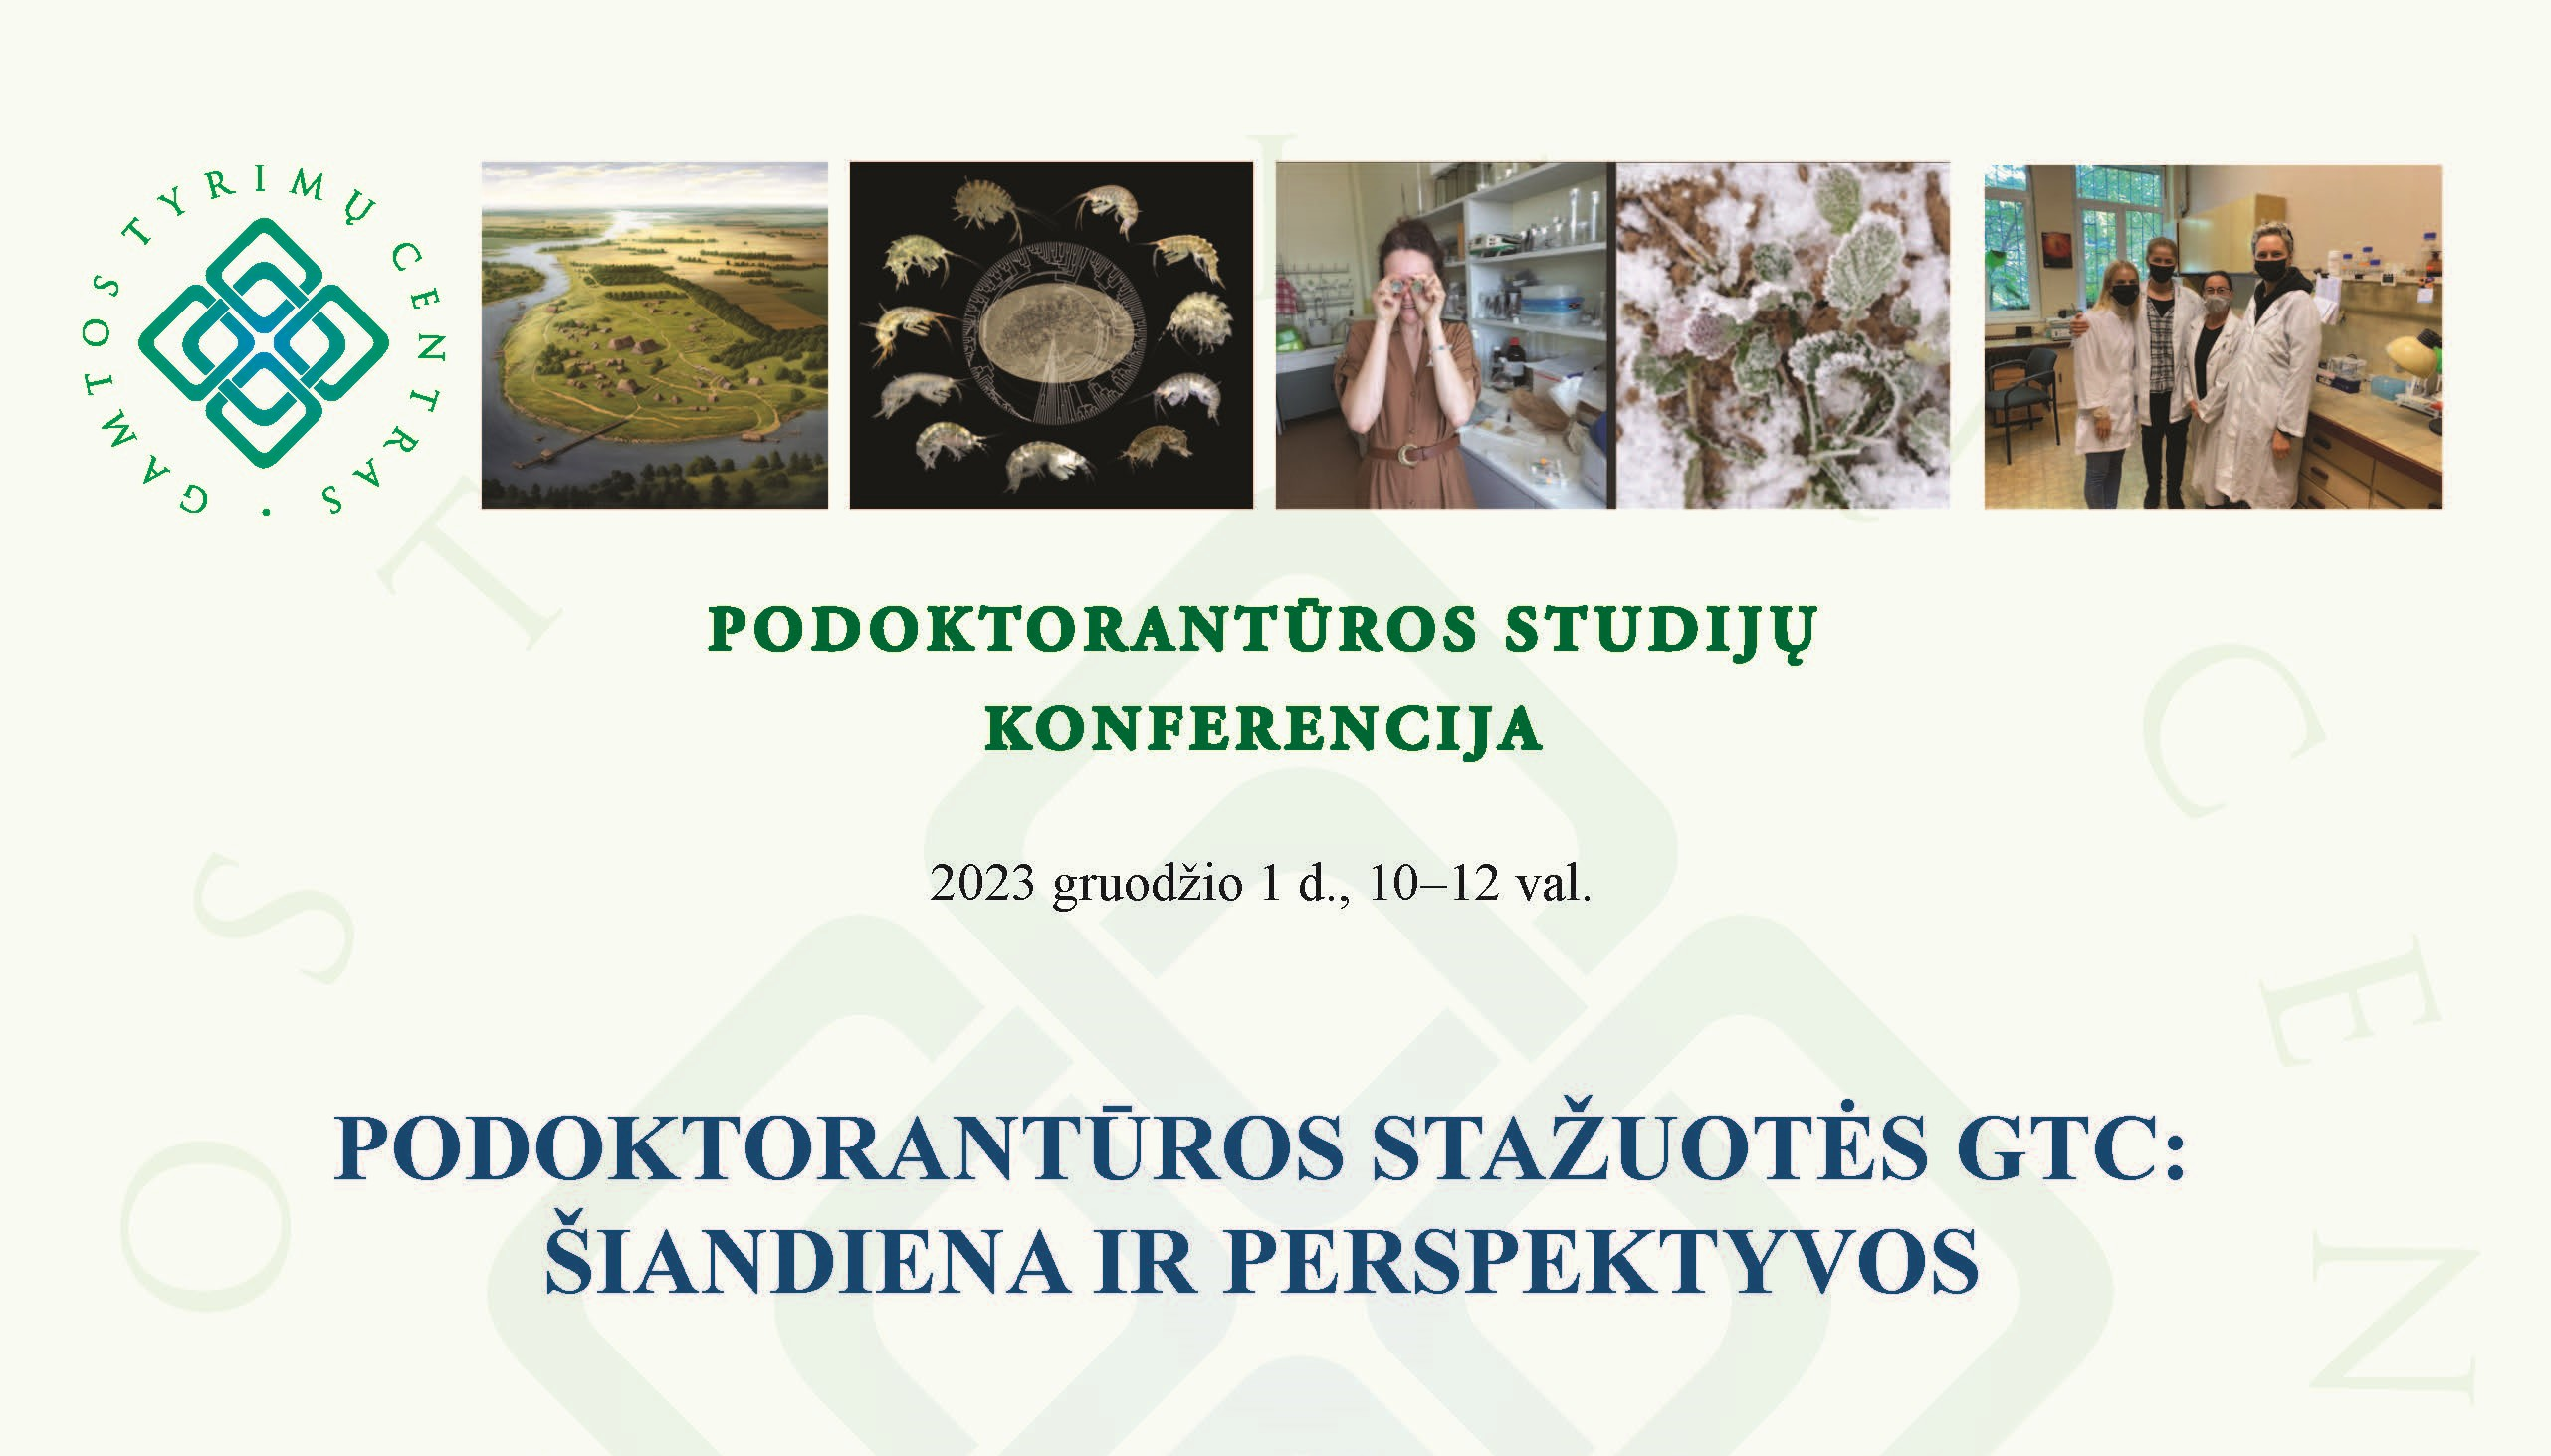 GAMTOS TYRIMŲ CENTRAS
PODOKTORANTŪROS STUDIJŲ
KONFERENCIJA
2023 gruodžio 1 d., 10–12 val.
PODOKTORANTŪROS STAŽUOTĖS GTC:
ŠIANDIENA IR PERSPEKTYVOS